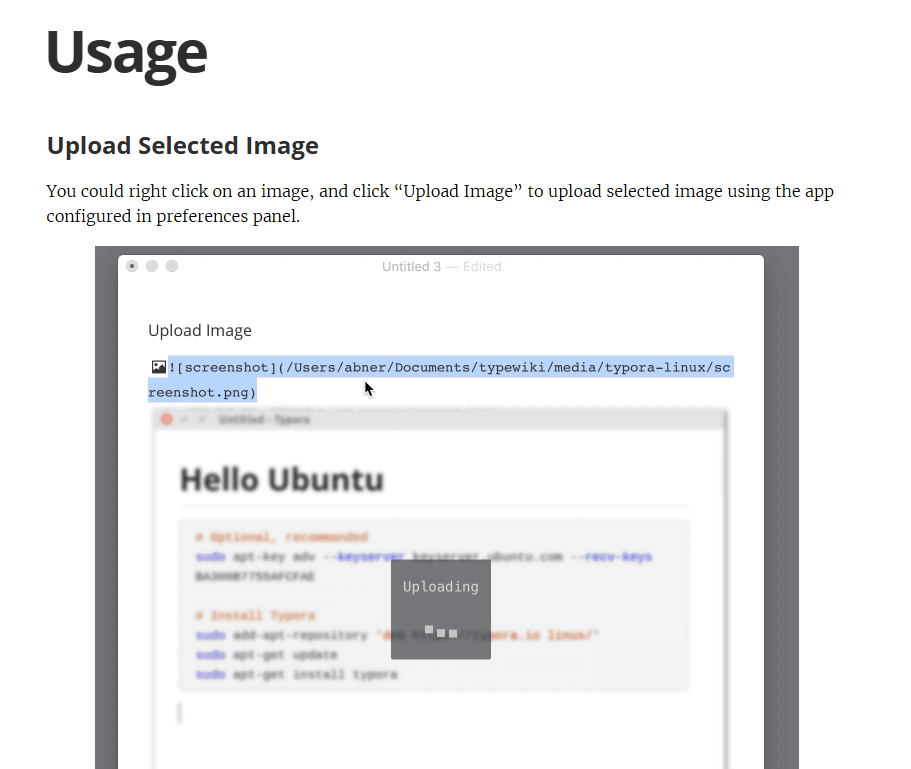 Usage
Upload Selected Image
You could right click on an image, and click “Upload Image” to upload selected image using the app
configured in preferences panel.
Untitled 3 — Edited
Upload Image
![screenshot](/Users/abner/Documents/typewiki/media/typora-linux/sc
reenshot.png)
Untitled - Typora
Hello Ubuntu
# Optional, recommanded
sudo apt-key adv --keyserver keyserver.ubuntu.com --recv-keys
BA300B7755AFCFAE
Uploading
# Install Typora
sudo add-apt-repository 'deb https://typora.io linux/'
sudo apt-get update
sudo apt-get install typora